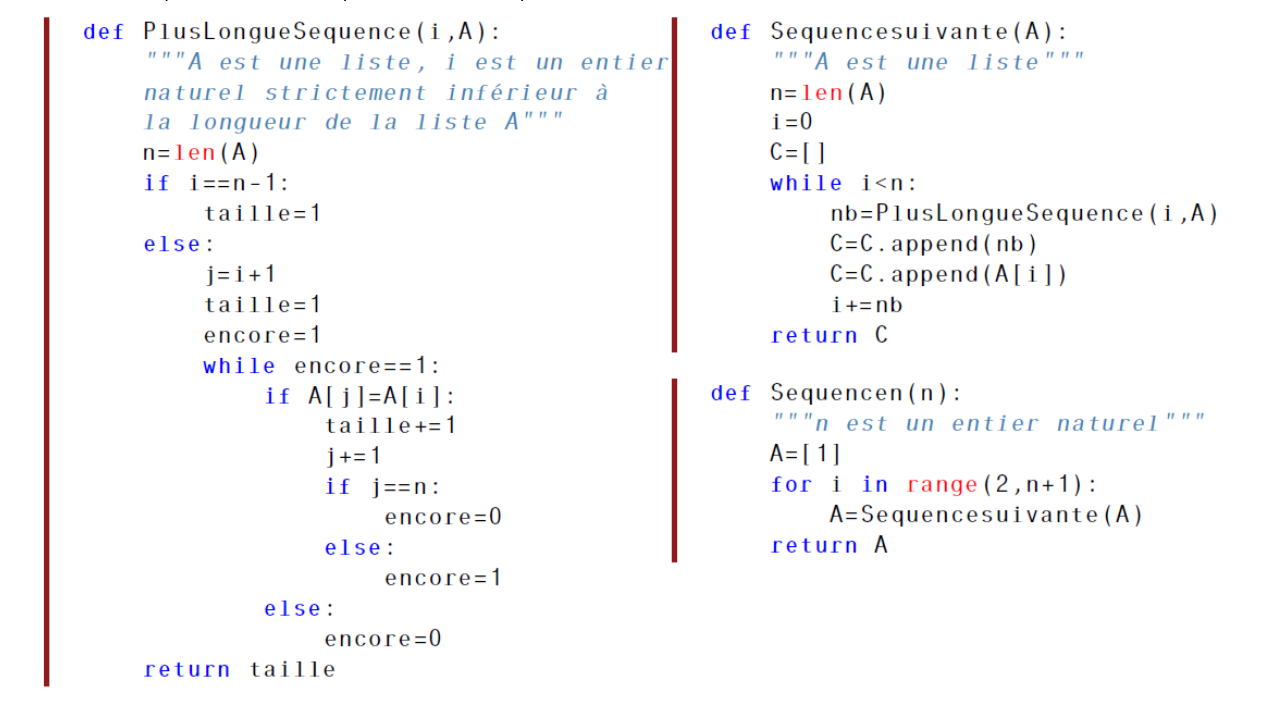 def PlusLongueSequence(i,A):
    """A est une liste, i est un entier
    naturel strictement inférieur à
    la longueur de la liste A"""
    n=len(A)
    if i==n-1:
        taille=1
    else:
        j=i+1
        taille=1
        encore=1
        while encore==1:
            if A[j]=A[i]:
                taille+=1
                j+=1
                if j==n:
                    encore=0
                else:
                    encore=1
            else:
                encore=0
    return taille
def Sequencesuivante(A):
    """A est une liste"""
    n=len(A)
    i=0
    C=[]
    while i<n:
        nb=PlusLongueSequence(i,A)
        C=C.append(nb)
        C=C.append(A[i])
        i+=nb
    return C
def Sequencen(n):
    """n est un entier naturel"""
    A=[1]
    for i in range(2,n+1):
        A=Sequencesuivante(A)
    return A